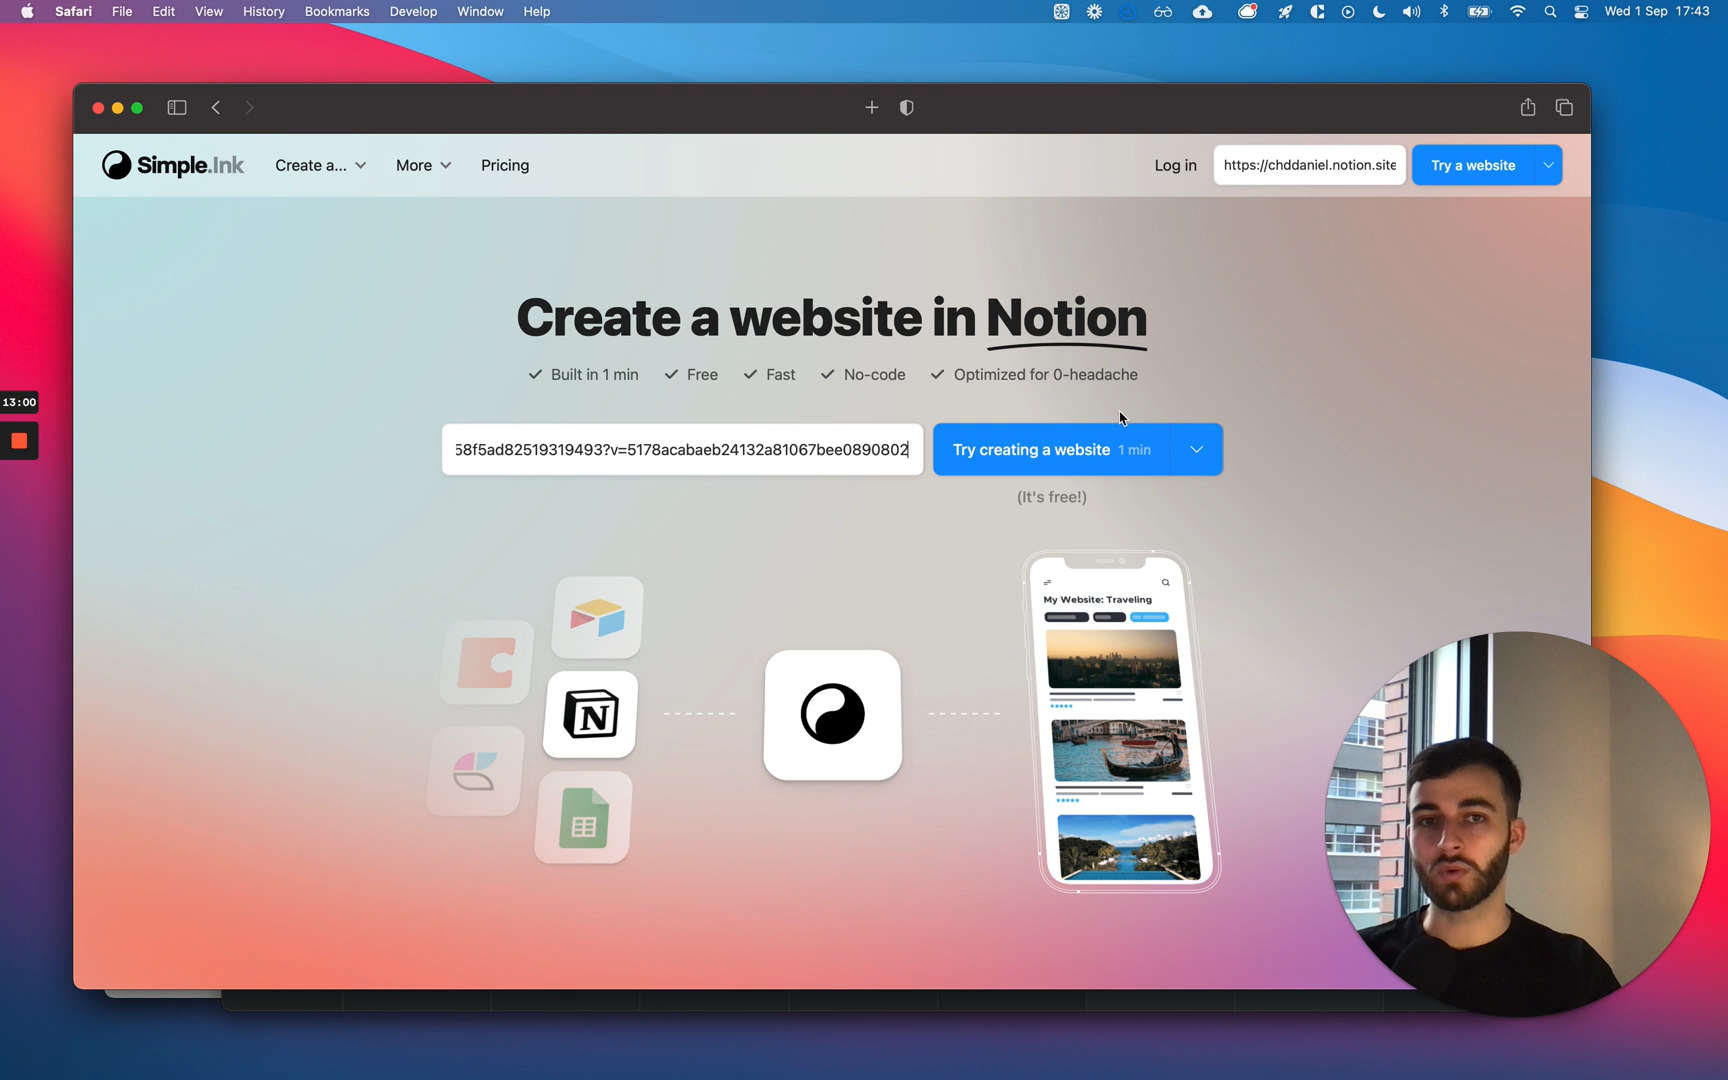 Safari File Edit View History Bookmarks Develop Window Help Wed 1 Sep 17:43
Simple.Ink Create a... More Pricing Log in https://chddaniel.notion.site Try a website
Create a website in Notion
Built in 1 min Free Fast No-code Optimized for 0-headache
13:00
58f5ad825193194​93?v=5178acabaeb24132a81067bee0890802 Try creating a website 1 min
(It's free!)
My Website: Traveling
N